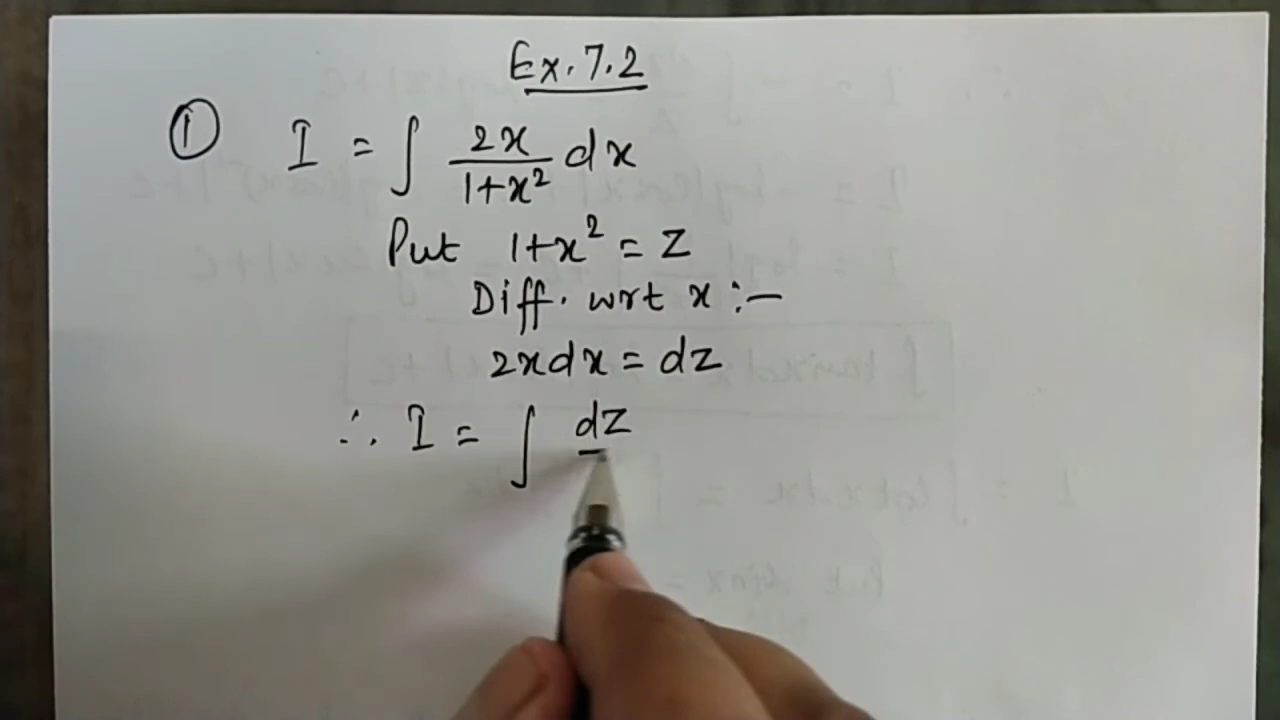 Ex. 7.2
① I = ∫ 2x/(1+x²) dx
Put 1+x² = z
Diff. wrt x :—
2xdx = dz
∴ I = ∫ dz